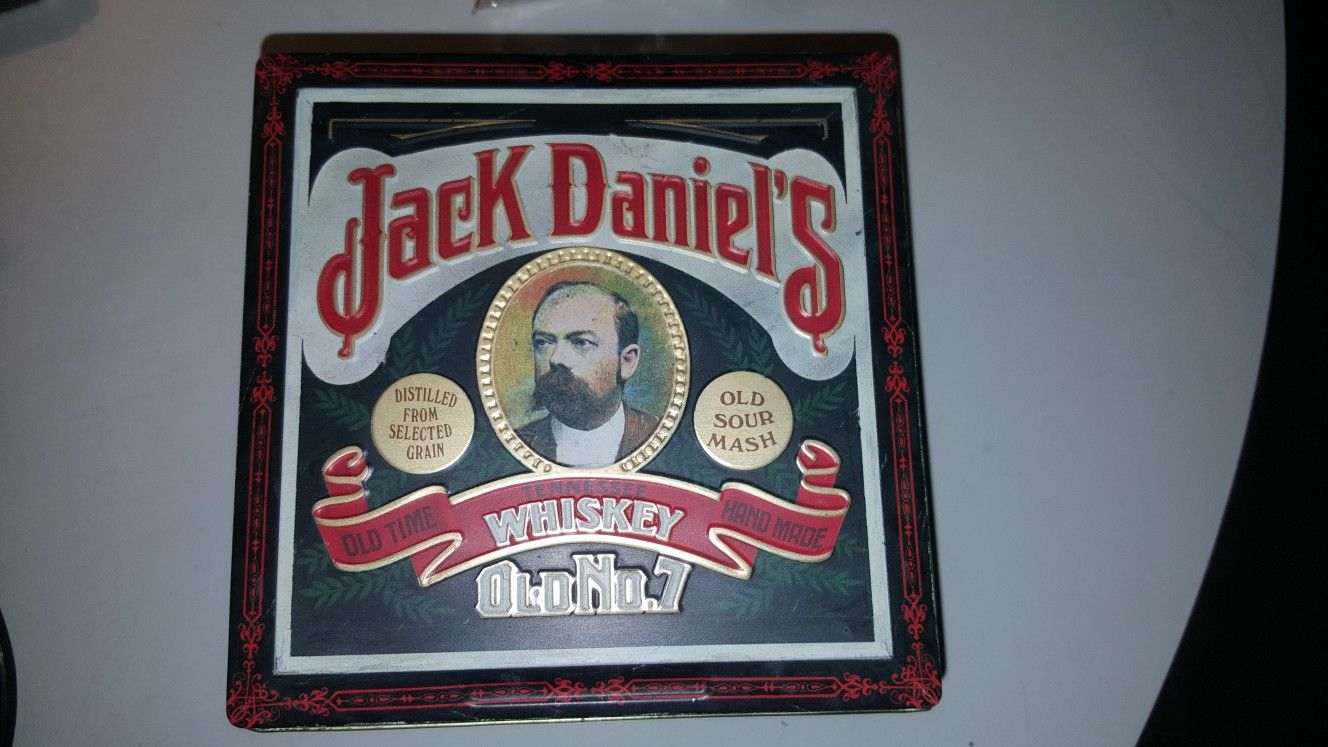 Jack Daniel's
DISTILLED
FROM
SELECTED
GRAIN
OLD
SOUR
MASH
TENNESSEE
OLD TIME
WHISKEY
HAND MADE
OLD No. 7